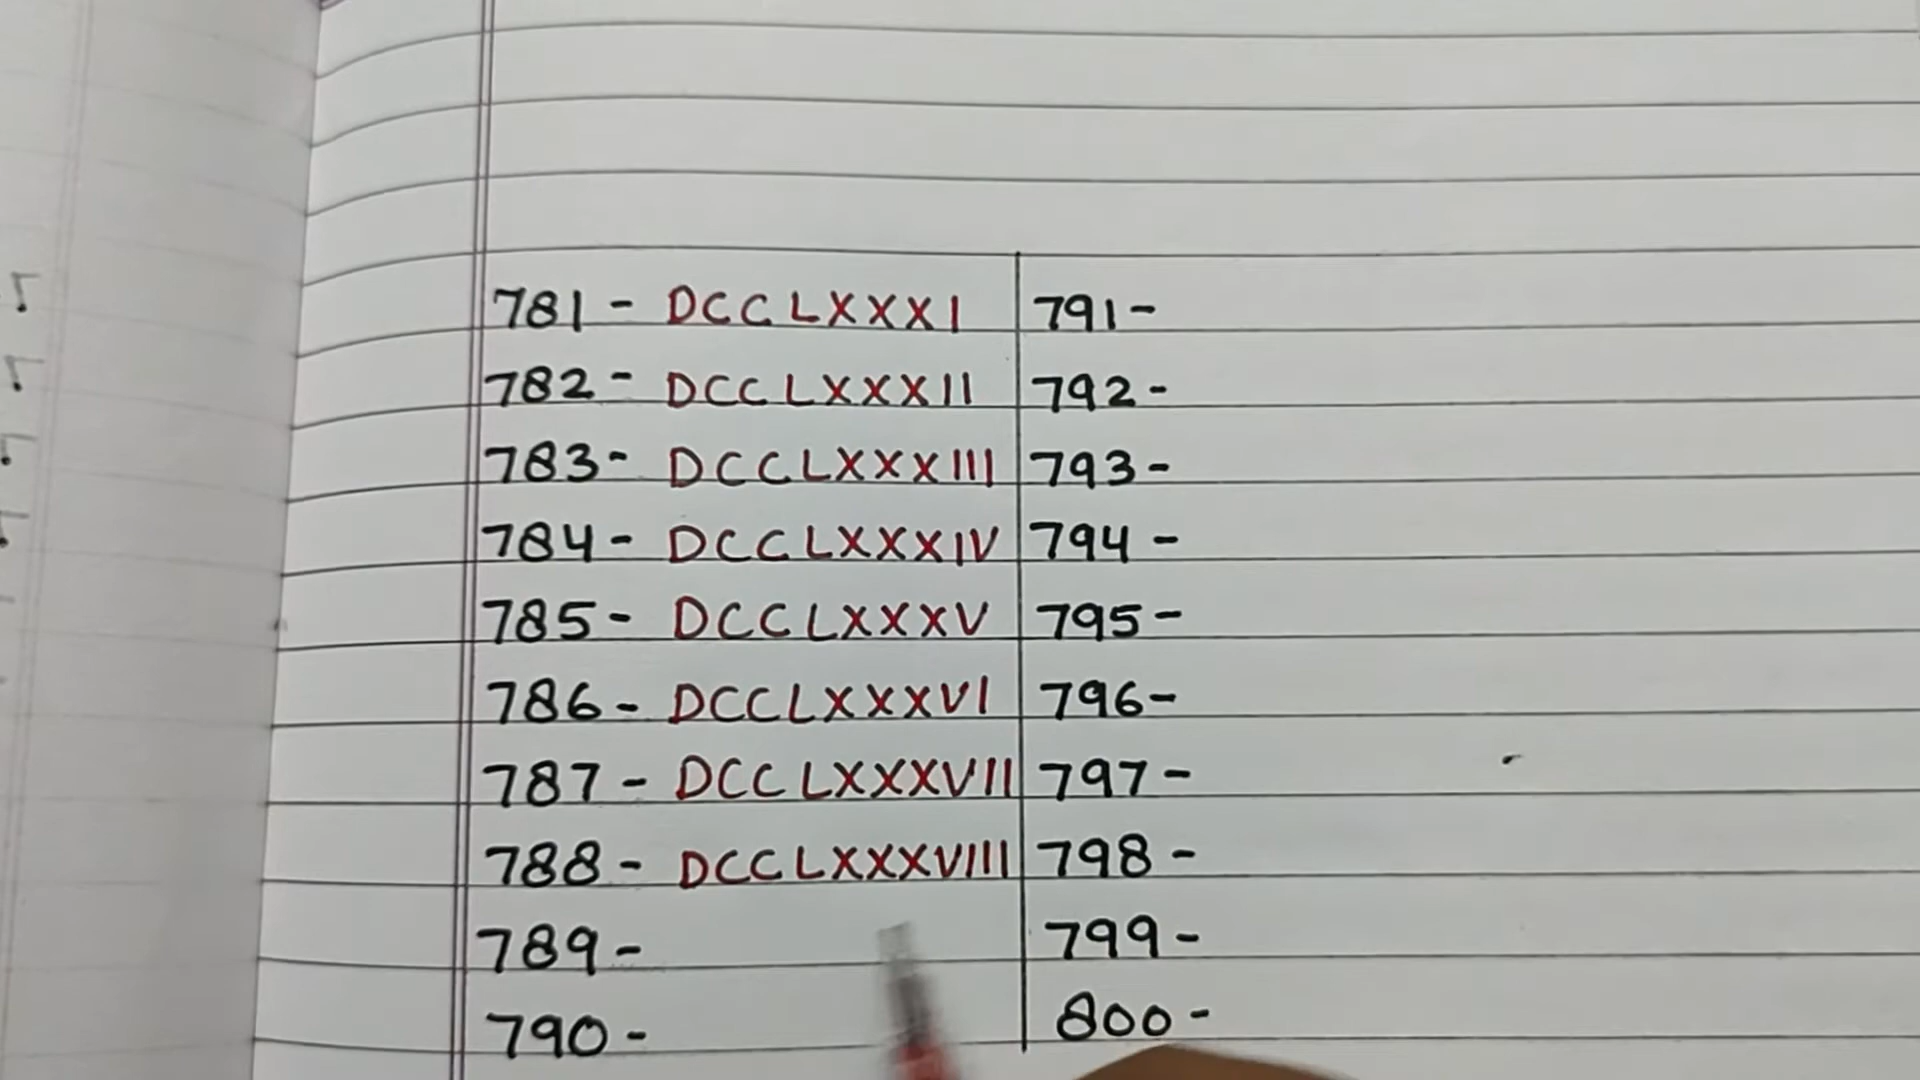 781 - DCCLXXXI
782 - DCCLXXXII
783 - DCCLXXXIII
784 - DCCLXXXIV
785 - DCCLXXXV
786 - DCCLXXXVI
787 - DCCLXXXVII
788 - DCCLXXXVIII
789 -
790 -
791 -
792 -
793 -
794 -
795 -
796 -
797 -
798 -
799 -
800 -